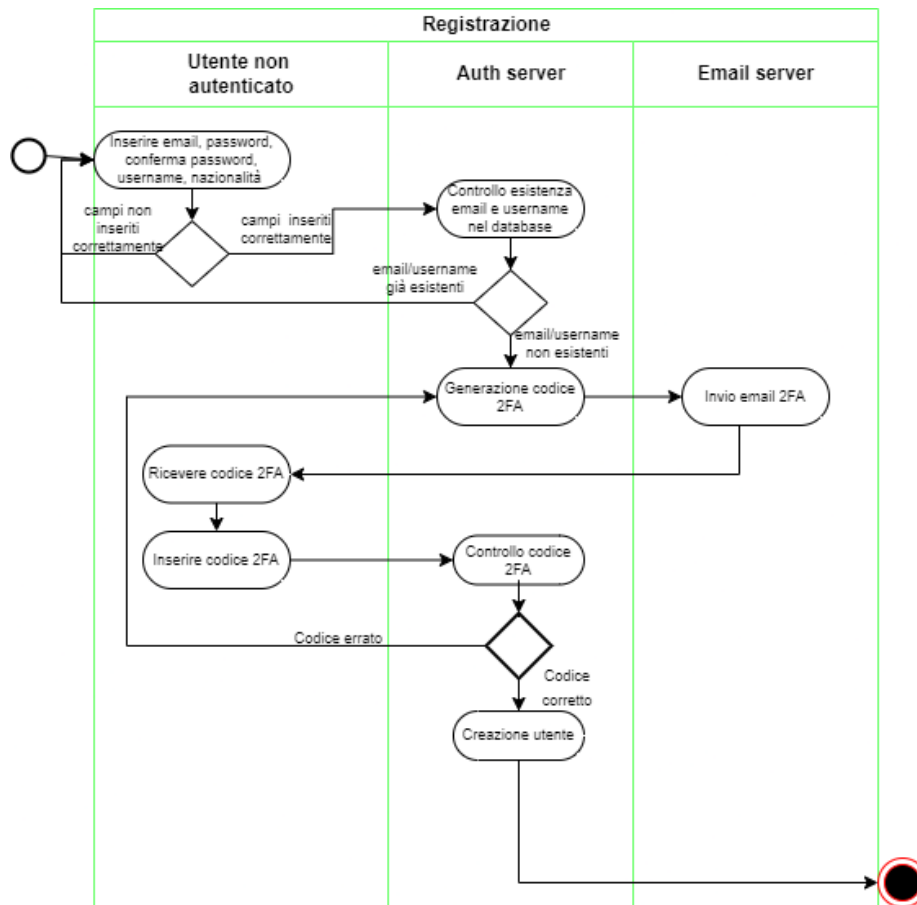 Registrazione
Utente non
autenticato
Auth server
Email server
Inserire email, password,
conferma password,
username, nazionalità
campi non
inseriti
correttamente
campi inseriti
correttamente
Controllo esistenza
email e username
nel database
email/username
già esistenti
email/username
non esistenti
Generazione codice
2FA
Invio email 2FA
Ricevere codice 2FA
Inserire codice 2FA
Controllo codice
2FA
Codice errato
Codice
corretto
Creazione utente